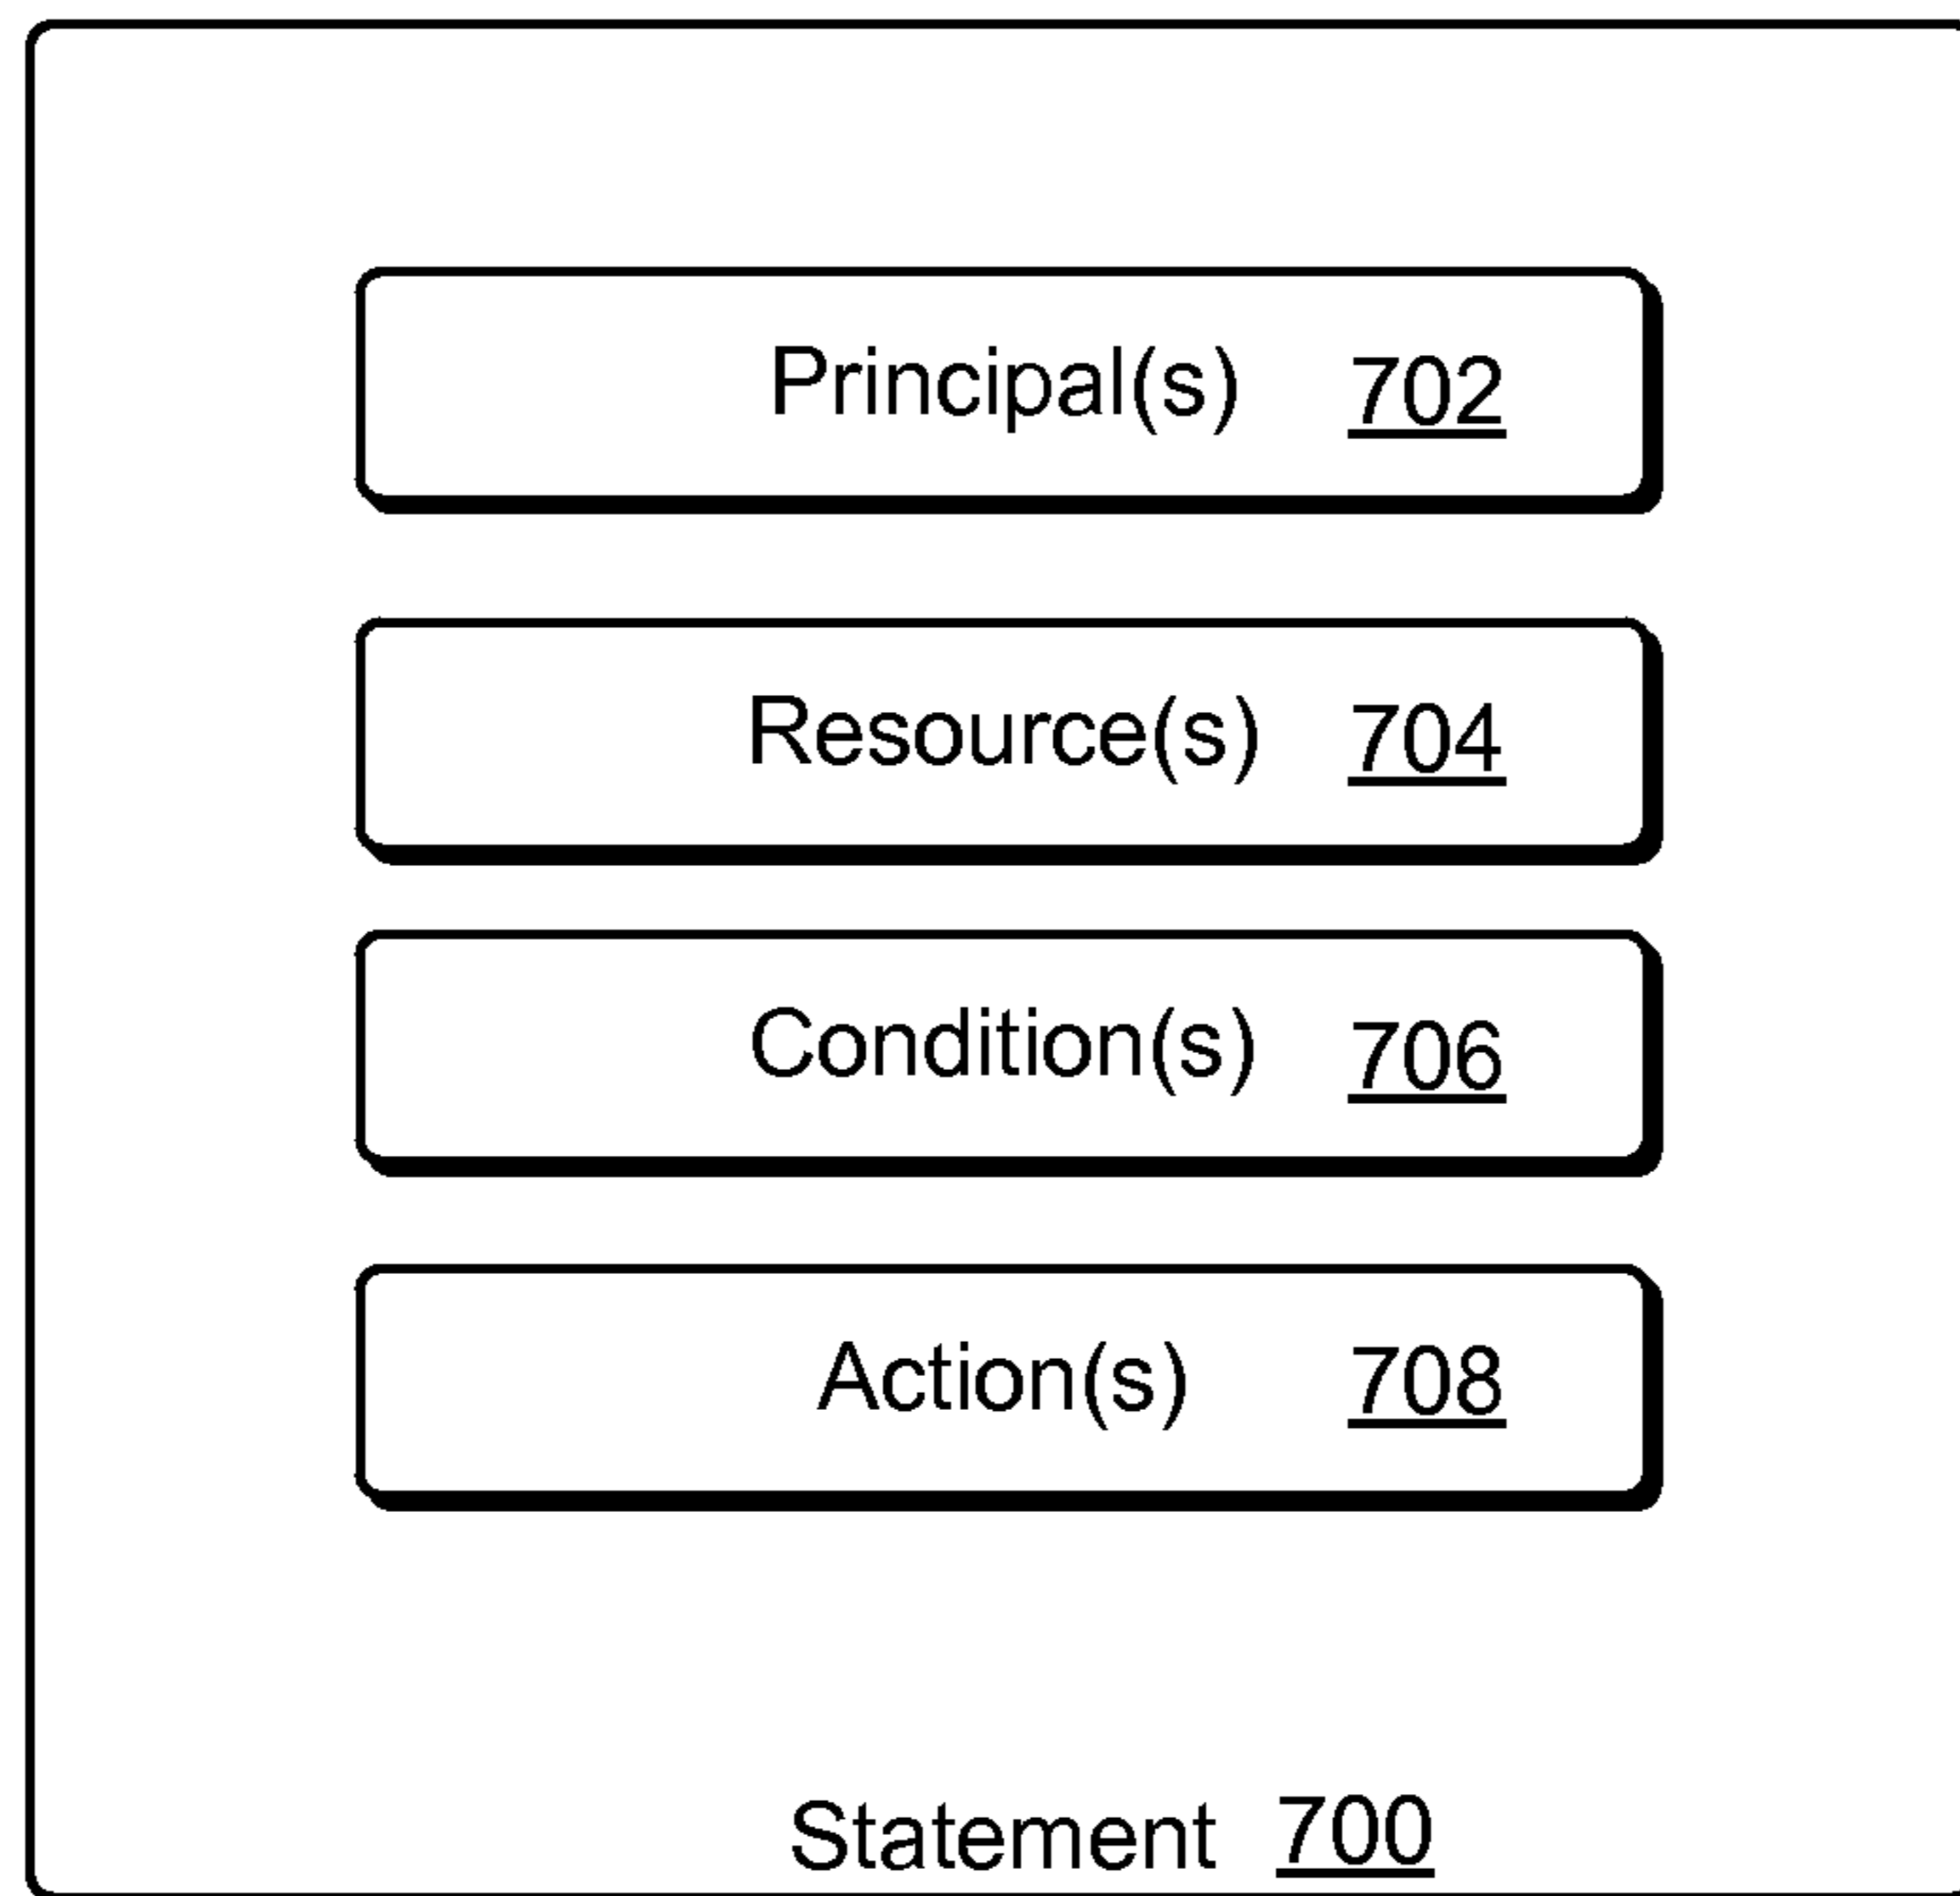 Principal(s) 702
Resource(s) 704
Condition(s) 706
Action(s) 708
Statement 700